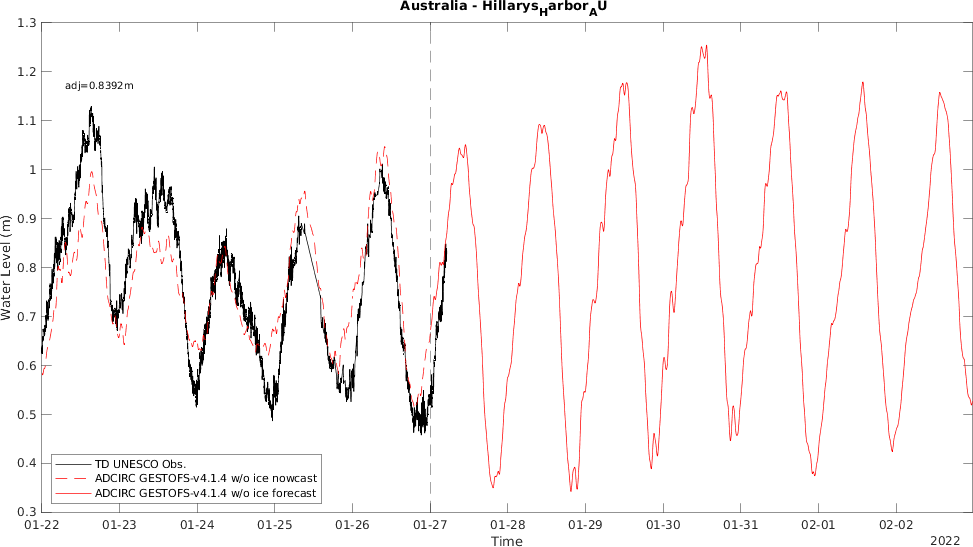 Australia - Hillarys_Harbor_AU
1.3
1.2
adj=0.8392m
1.1
1
0.9
0.8
0.7
0.6
0.5
0.4
0.3
Water Level (m)
TD UNESCO Obs.
ADCIRC GESTOFS-v4.1.4 w/o ice nowcast
ADCIRC GESTOFS-v4.1.4 w/o ice forecast
01-22 01-23 01-24 01-25 01-26 01-27 01-28 01-29 01-30 01-31 02-01 02-02
Time
2022